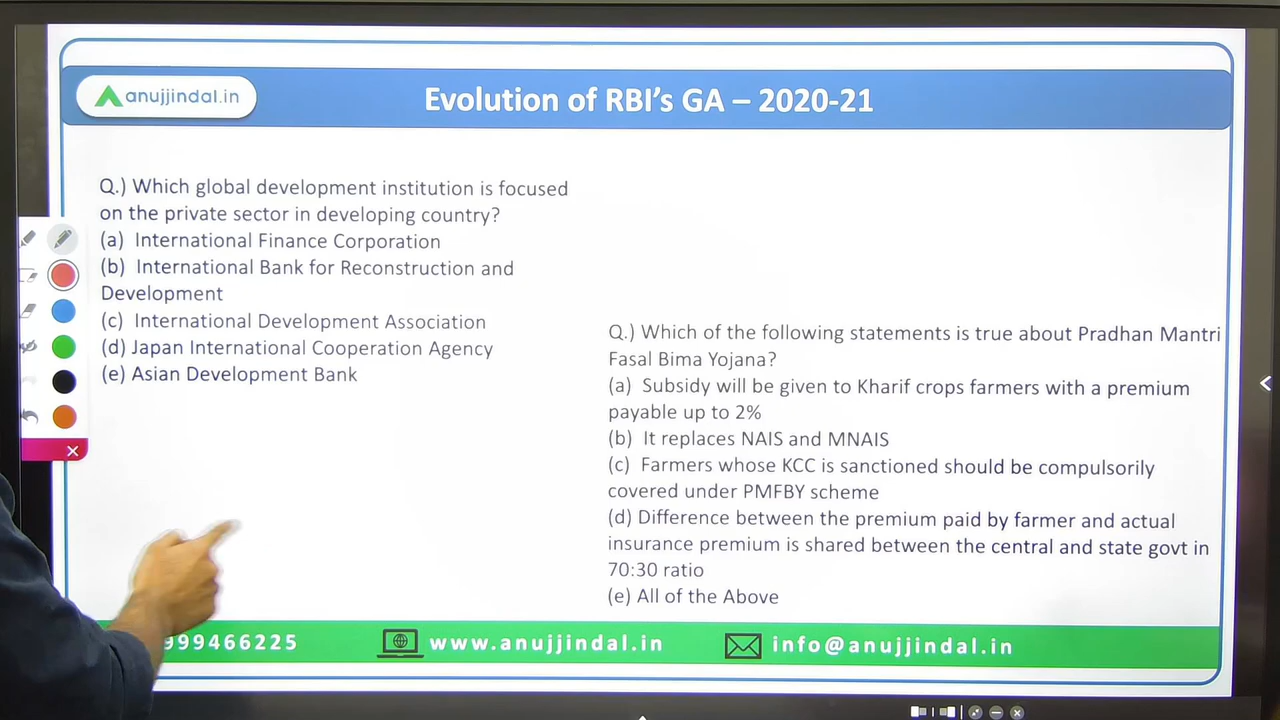 anujjindal.in
Evolution of RBI's GA – 2020-21
Q.) Which global development institution is focused
on the private sector in developing country?
(a) International Finance Corporation
(b) International Bank for Reconstruction and
Development
(c) International Development Association
(d) Japan International Cooperation Agency
(e) Asian Development Bank
Q.) Which of the following statements is true about Pradhan Mantri
Fasal Bima Yojana?
(a) Subsidy will be given to Kharif crops farmers with a premium
payable up to 2%
(b) It replaces NAIS and MNAIS
(c) Farmers whose KCC is sanctioned should be compulsorily
covered under PMFBY scheme
(d) Difference between the premium paid by farmer and actual
insurance premium is shared between the central and state govt in
70:30 ratio
(e) All of the Above
999466225
www.anujjindal.in
info@anujjindal.in